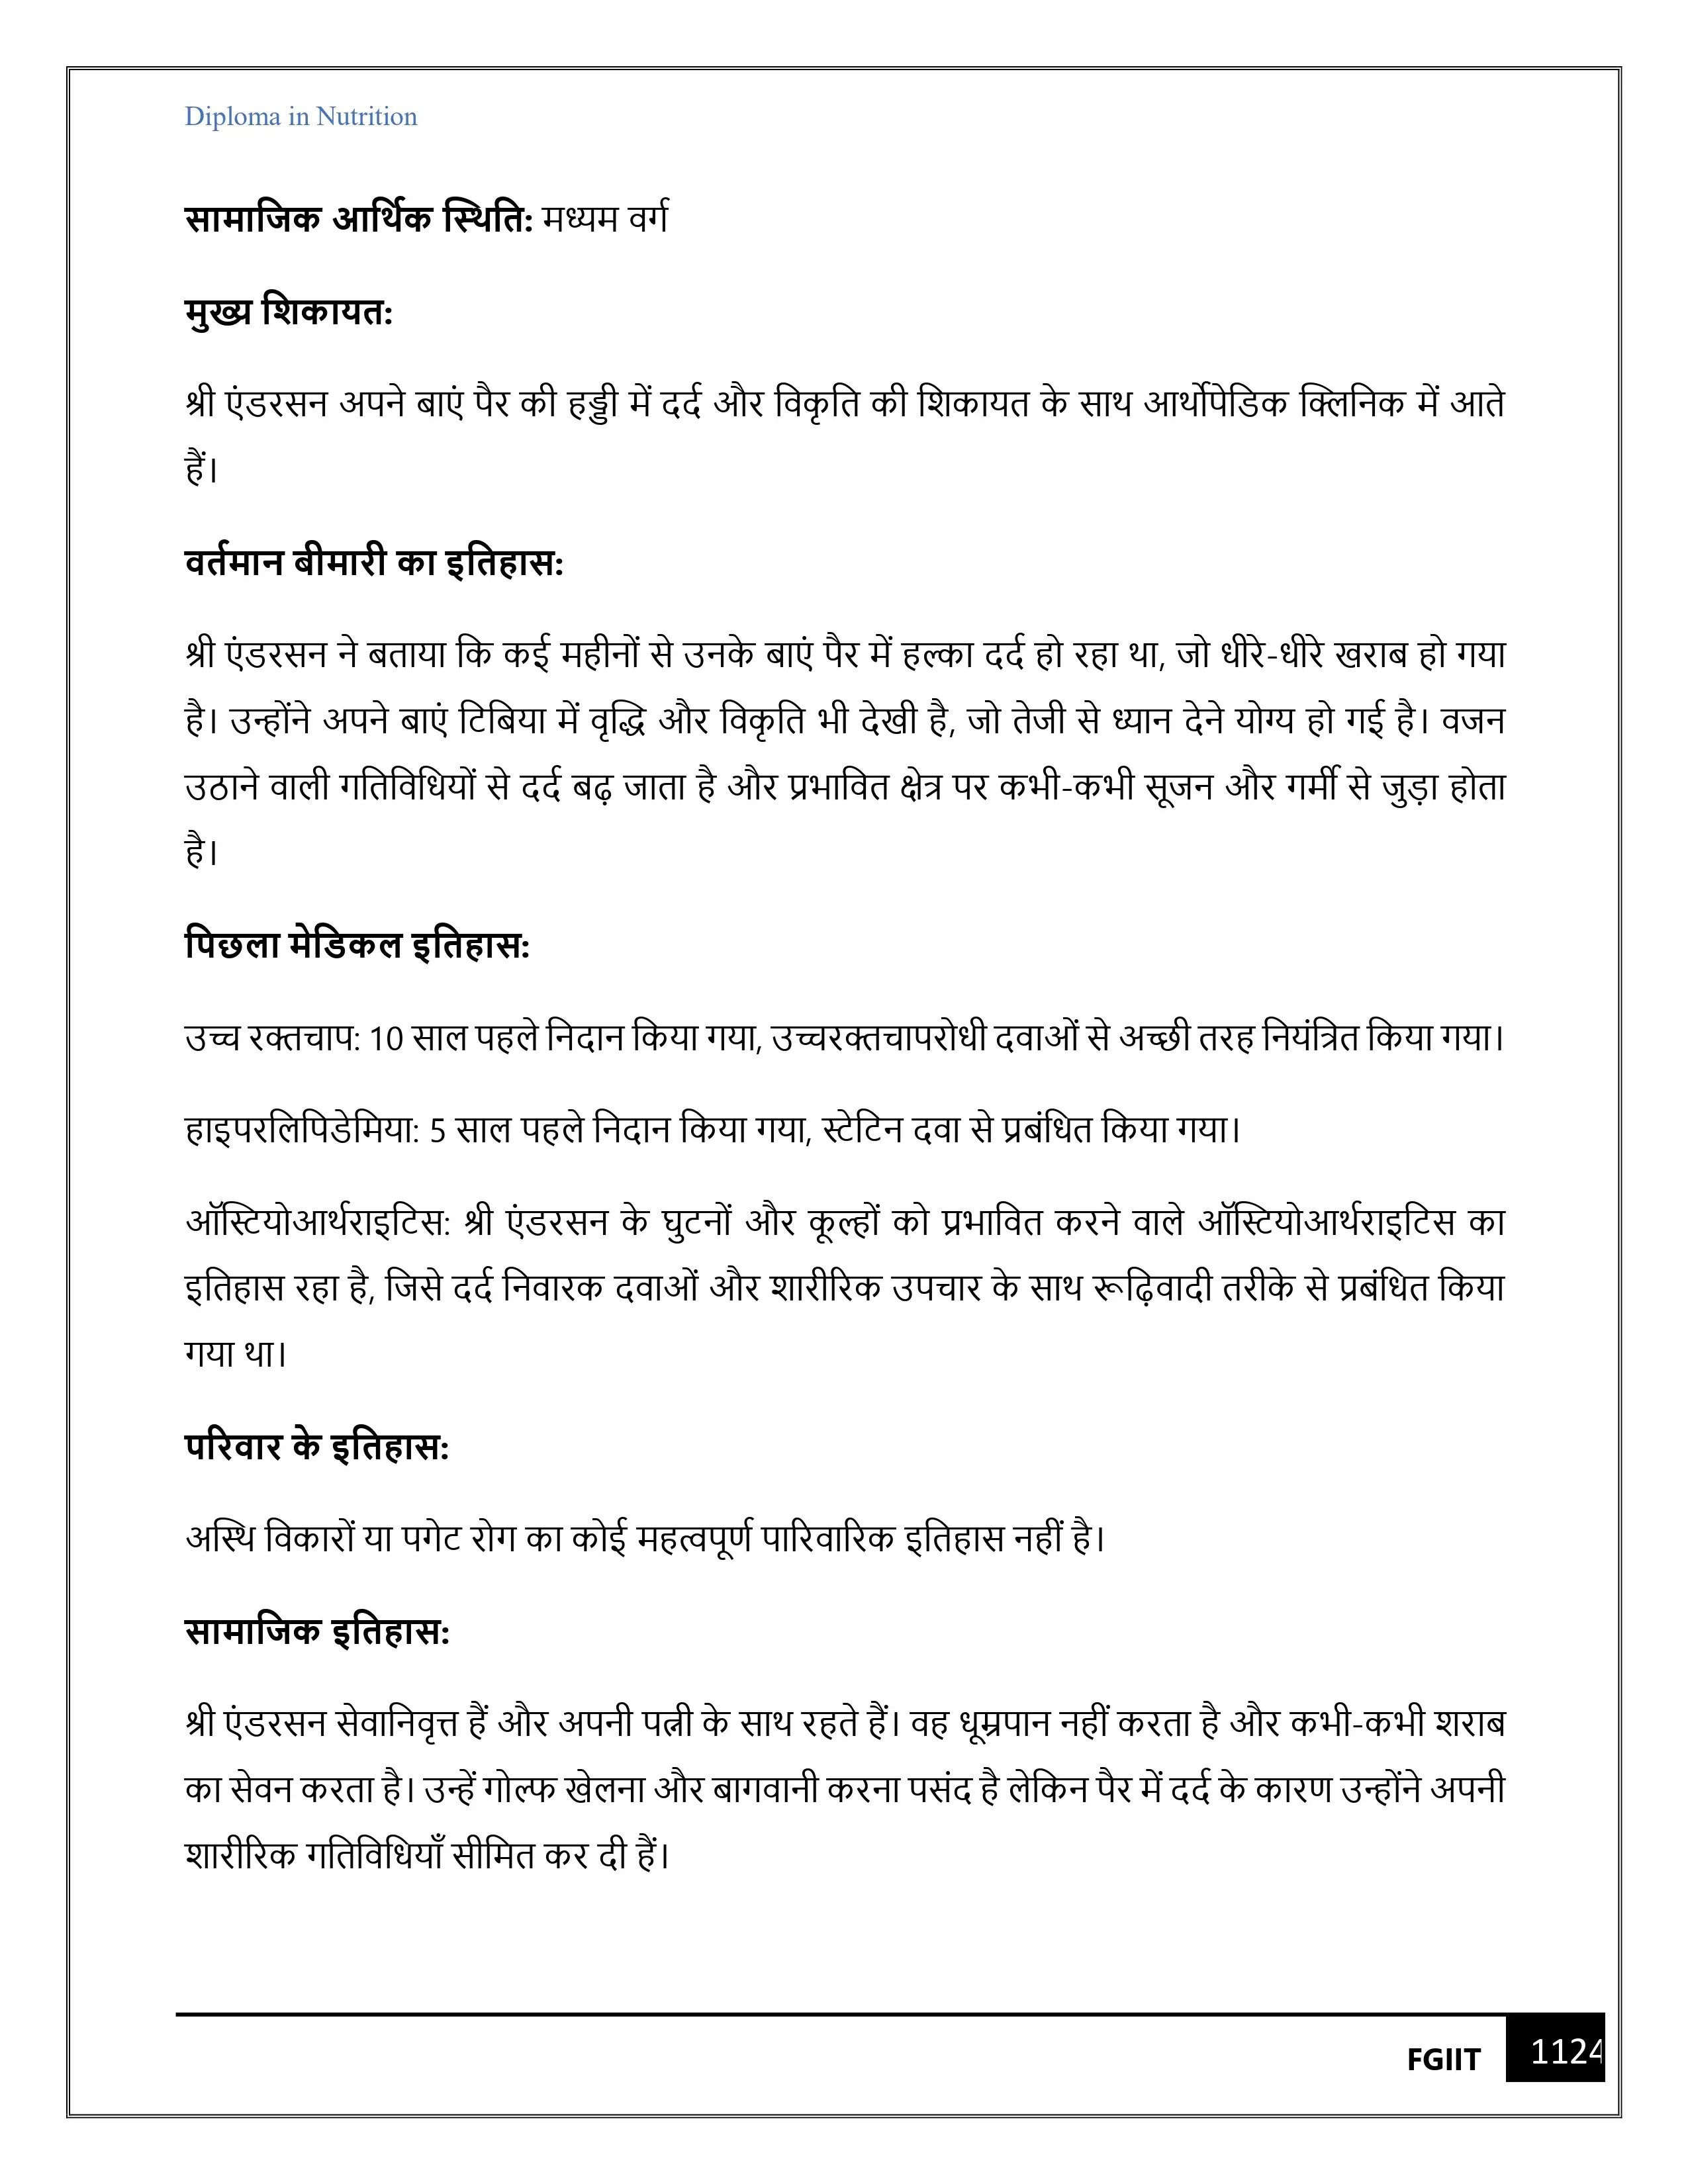 Diploma in Nutrition
सामाजिक आर्थिक स्थिति: मध्यम वर्ग
मुख्य शिकायत:
श्री एंडरसन अपने बाएं पैर की हड्डी में दर्द और विकृति की शिकायत के साथ आर्थोपेडिक क्लिनिक में आते
हैं।
वर्तमान बीमारी का इतिहास:
श्री एंडरसन ने बताया कि कई महीनों से उनके बाएं पैर में हल्का दर्द हो रहा था, जो धीरे-धीरे खराब हो गया
है। उन्होंने अपने बाएं टिबिया में वृद्धि और विकृति भी देखी है, जो तेजी से ध्यान देने योग्य हो गई है। वजन
उठाने वाली गतिविधियों से दर्द बढ़ जाता है और प्रभावित क्षेत्र पर कभी-कभी सूजन और गर्मी से जुड़ा होता
है।
पिछला मेडिकल इतिहास:
उच्च रक्तचाप: 10 साल पहले निदान किया गया, उच्चरक्तचापरोधी दवाओं से अच्छी तरह नियंत्रित किया गया।
हाइपरलिपिडेमिया: 5 साल पहले निदान किया गया, स्टेटिन दवा से प्रबंधित किया गया।
ऑस्टियोआर्थराइटिस: श्री एंडरसन के घुटनों और कूल्हों को प्रभावित करने वाले ऑस्टियोआर्थराइटिस का
इतिहास रहा है, जिसे दर्द निवारक दवाओं और शारीरिक उपचार के साथ रूढ़िवादी तरीके से प्रबंधित किया
गया था।
परिवार के इतिहास:
अस्थि विकारों या पगेट रोग का कोई महत्वपूर्ण पारिवारिक इतिहास नहीं है।
सामाजिक इतिहास:
श्री एंडरसन सेवानिवृत्त हैं और अपनी पत्नी के साथ रहते हैं। वह धूम्रपान नहीं करता है और कभी-कभी शराब
का सेवन करता है। उन्हें गोल्फ खेलना और बागवानी करना पसंद है लेकिन पैर में दर्द के कारण उन्होंने अपनी
शारीरिक गतिविधियाँ सीमित कर दी हैं।
FGIIT 1124